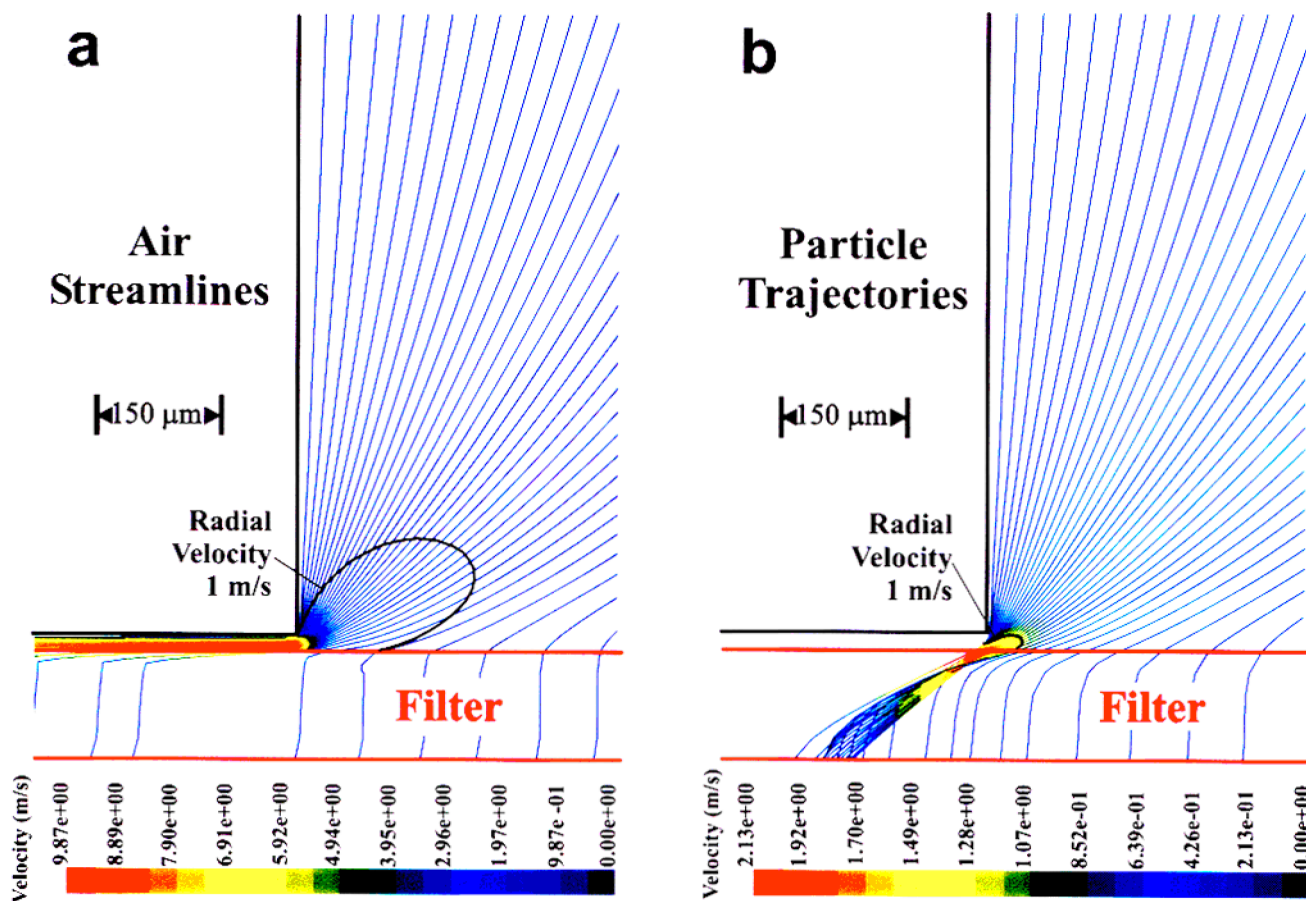 a
Air
Streamlines
150 μm
Radial
Velocity
1 m/s
Filter
Velocity (m/s)
9.87e+00
8.89e+00
7.90e+00
6.91e+00
5.92e+00
4.94e+00
3.95e+00
2.96e+00
1.97e+00
9.87e-01
0.00e+00
b
Particle
Trajectories
150 μm
Radial
Velocity
1 m/s
Filter
Velocity (m/s)
2.13e+00
1.92e+00
1.70e+00
1.49e+00
1.28e+00
1.07e+00
8.52e-01
6.39e-01
4.26e-01
2.13e-01
0.00e+00